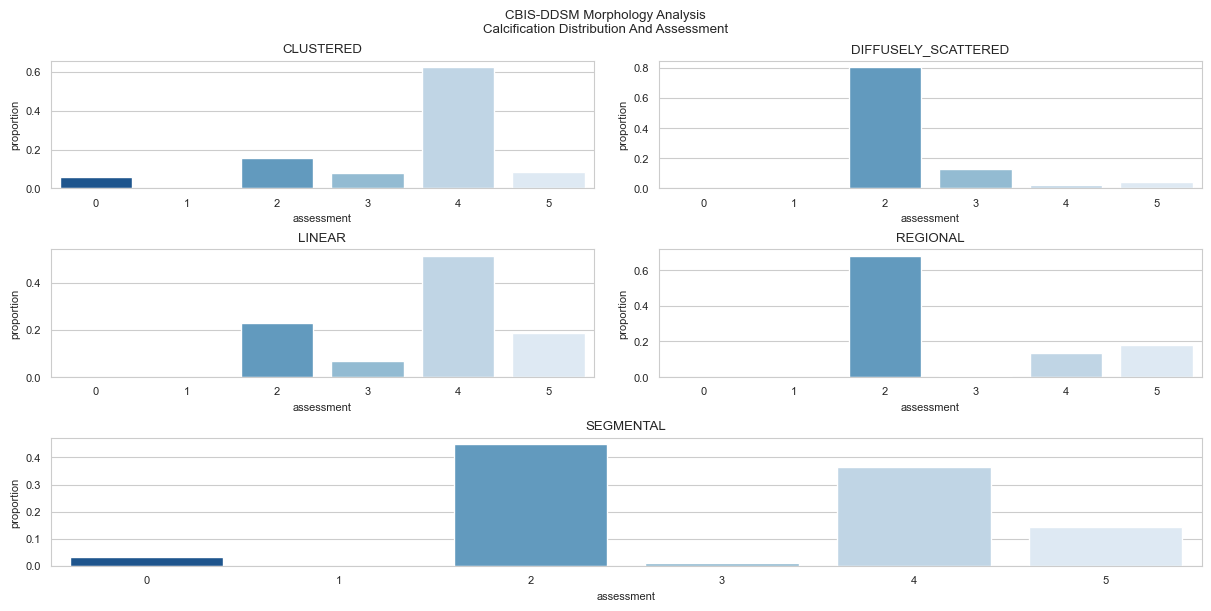 CBIS-DDSM Morphology Analysis
Calcification Distribution And Assessment
CLUSTERED
proportion
0.6
0.4
0.2
0.0
0 1 2 3 4 5
assessment
DIFFUSELY_SCATTERED
proportion
0.8
0.6
0.4
0.2
0.0
0 1 2 3 4 5
assessment
LINEAR
proportion
0.4
0.2
0.0
0 1 2 3 4 5
assessment
REGIONAL
proportion
0.6
0.4
0.2
0.0
0 1 2 3 4 5
assessment
SEGMENTAL
proportion
0.4
0.3
0.2
0.1
0.0
0 1 2 3 4 5
assessment